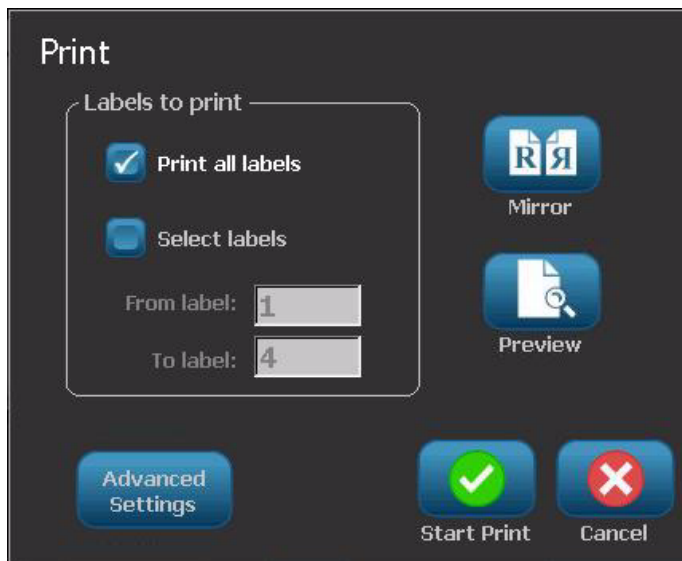 Print
Labels to print
Print all labels
Select labels
From label: 1
To label: 4
R Я
Mirror
Preview
Advanced
Settings
Start Print
Cancel